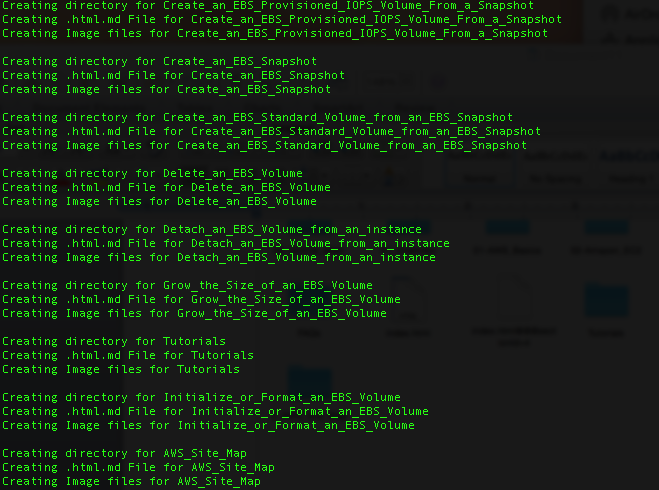 Creating directory for Create_an_EBS_Provisioned_IOPS_Volume_From_a_Snapshot
Creating .html.md File for Create_an_EBS_Provisioned_IOPS_Volume_From_a_Snapshot
Creating Image files for Create_an_EBS_Provisioned_IOPS_Volume_From_a_Snapshot
Creating directory for Create_an_EBS_Snapshot
Creating .html.md File for Create_an_EBS_Snapshot
Creating Image files for Create_an_EBS_Snapshot
Creating directory for Create_an_EBS_Standard_Volume_from_an_EBS_Snapshot
Creating .html.md File for Create_an_EBS_Standard_Volume_from_an_EBS_Snapshot
Creating Image files for Create_an_EBS_Standard_Volume_from_an_EBS_Snapshot
Creating directory for Delete_an_EBS_Volume
Creating .html.md File for Delete_an_EBS_Volume
Creating Image files for Delete_an_EBS_Volume
Creating directory for Detach_an_EBS_Volume_from_an_instance
Creating .html.md File for Detach_an_EBS_Volume_from_an_instance
Creating Image files for Detach_an_EBS_Volume_from_an_instance
Creating directory for Grow_the_Size_of_an_EBS_Volume
Creating .html.md File for Grow_the_Size_of_an_EBS_Volume
Creating Image files for Grow_the_Size_of_an_EBS_Volume
Creating directory for Tutorials
Creating .html.md File for Tutorials
Creating Image files for Tutorials
Creating directory for Initialize_or_Format_an_EBS_Volume
Creating .html.md File for Initialize_or_Format_an_EBS_Volume
Creating Image files for Initialize_or_Format_an_EBS_Volume
Creating directory for AWS_Site_Map
Creating .html.md File for AWS_Site_Map
Creating Image files for AWS_Site_Map